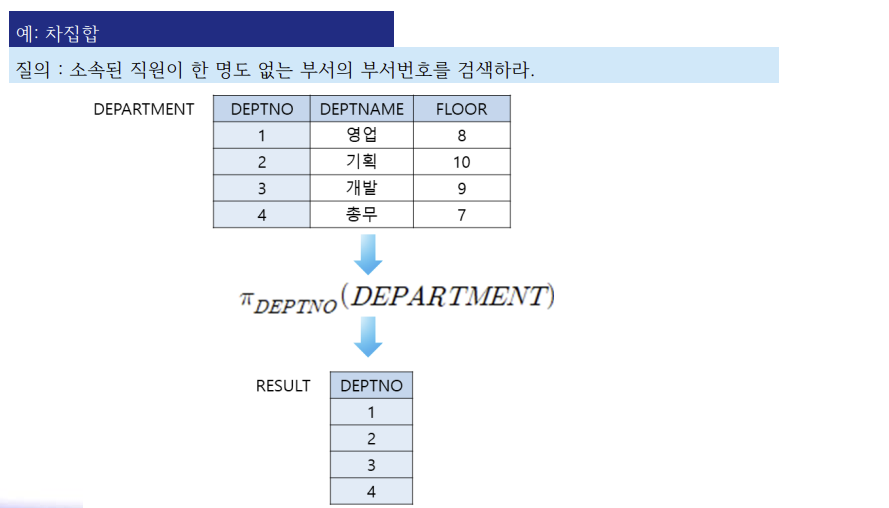 예: 차집합
질의 : 소속된 직원이 한 명도 없는 부서의 부서번호를 검색하라.
DEPARTMENT DEPTNO DEPTNAME FLOOR
1 영업 8
2 기획 10
3 개발 9
4 총무 7
π DEPTNO (DEPARTMENT)
RESULT DEPTNO
1
2
3
4